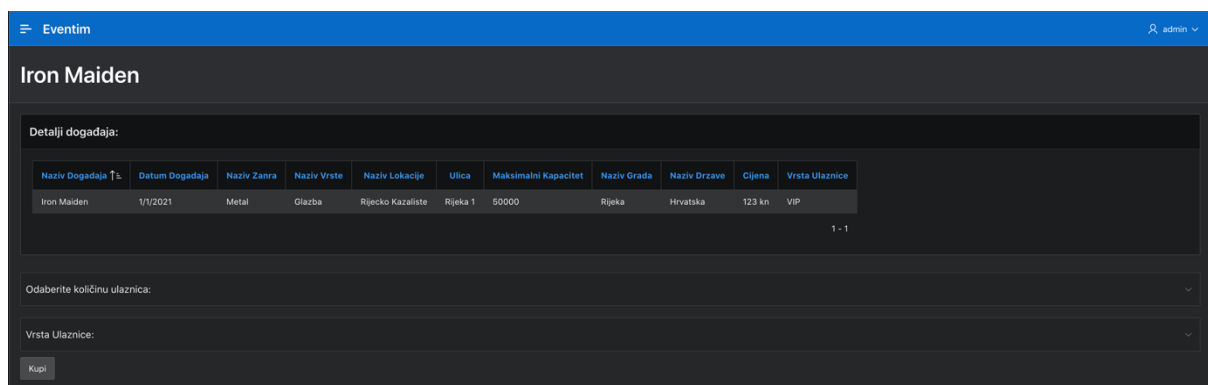 Eventim admin
Iron Maiden
Detalji događaja:
Naziv Dogadaja Datum Dogadaja Naziv Zanra Naziv Vrste Naziv Lokacije Ulica Maksimalni Kapacitet Naziv Grada Naziv Drzave Cijena Vrsta Ulaznice
Iron Maiden 1/1/2021 Metal Glazba Rijecko Kazaliste Rijeka 1 50000 Rijeka Hrvatska 123 kn VIP
1 - 1
Odaberite količinu ulaznica:
Vrsta Ulaznice:
Kupi